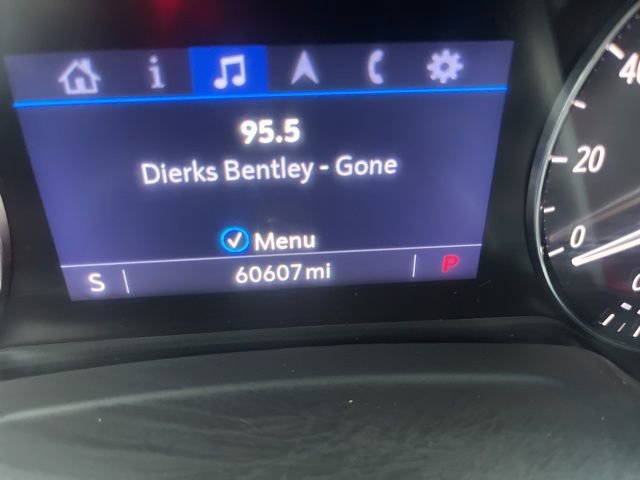 i
95.5
Dierks Bentley - Gone
Menu
S 60607 mi P
40
20
0